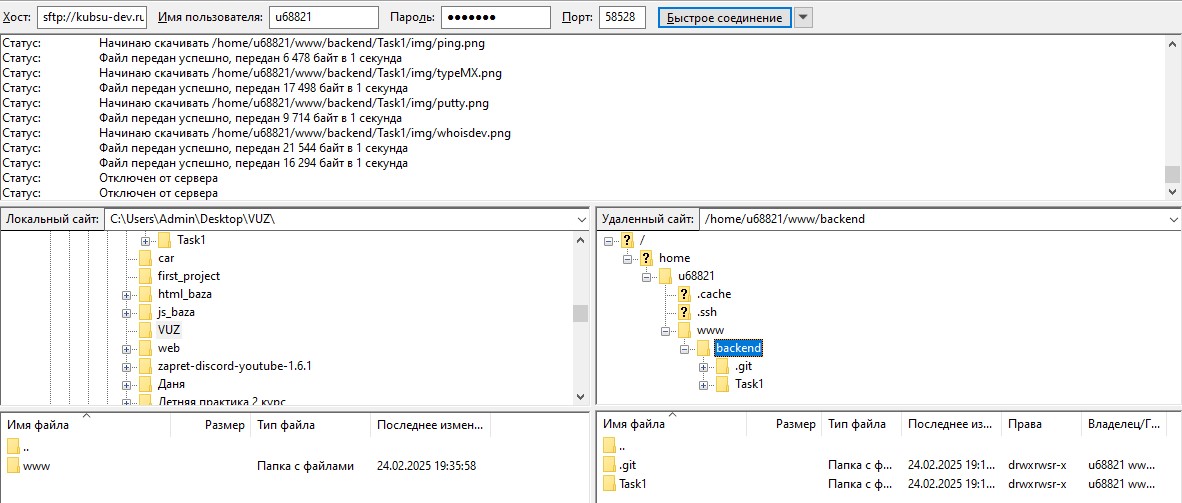 Хост: sftp://kubsu-dev.ru Имя пользователя: u68821 Пароль: ●●●●●●● Порт: 58528 Быстрое соединение
Статус: Начинаю скачивать /home/u68821/www/backend/Task1/img/ping.png
Статус: Файл передан успешно, передан 6 478 байт в 1 секунда
Статус: Начинаю скачивать /home/u68821/www/backend/Task1/img/typeMX.png
Статус: Файл передан успешно, передан 17 498 байт в 1 секунда
Статус: Начинаю скачивать /home/u68821/www/backend/Task1/img/putty.png
Статус: Файл передан успешно, передан 9 714 байт в 1 секунда
Статус: Начинаю скачивать /home/u68821/www/backend/Task1/img/whoisdev.png
Статус: Файл передан успешно, передан 21 544 байт в 1 секунда
Статус: Файл передан успешно, передан 16 294 байт в 1 секунда
Статус: Отключен от сервера
Статус: Отключен от сервера
Локальный сайт: C:\Users\Admin\Desktop\VUZ\
Task1
car
first_project
html_baza
js_baza
VUZ
web
zapret-discord-youtube-1.6.1
Даня
Летняя практика 2 курс
Имя файла Размер Тип файла Последнее измен...
..
www Папка с файлами 24.02.2025 19:35:58
Удаленный сайт: /home/u68821/www/backend
/
home
u68821
.cache
.ssh
www
backend
.git
Task1
Имя файла Размер Тип файла Последнее из... Права Владелец/Г...
..
.git Папка с ф... 24.02.2025 19:1... drwxrwsr-x u68821 ww...
Task1 Папка с ф... 24.02.2025 19:1... drwxrwsr-x u68821 ww...